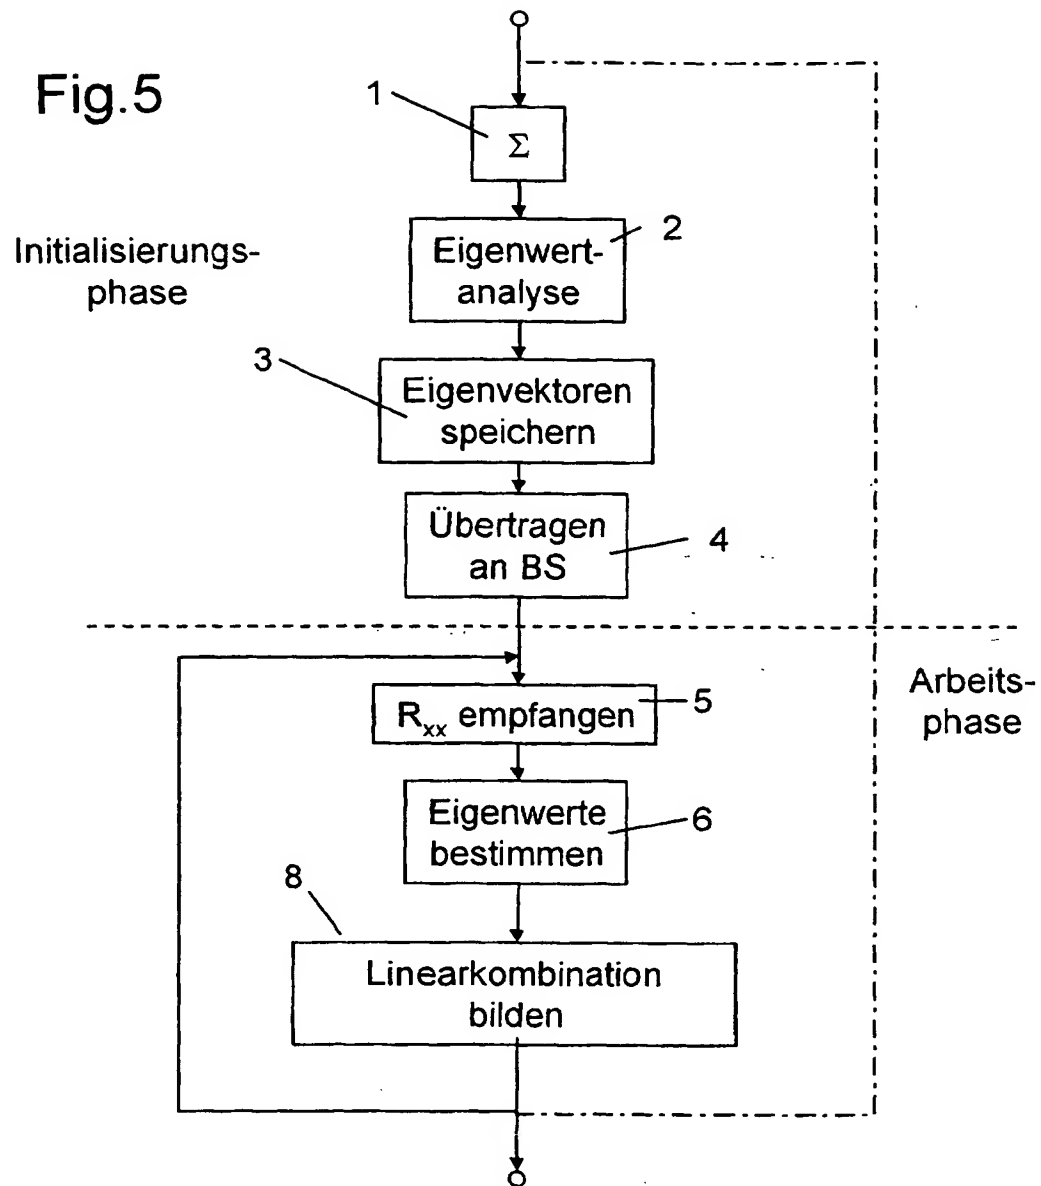 Fig.5
1
Σ
Initialisierungs-
phase
2
Eigenwert-
analyse
3
Eigenvektoren
speichern
Übertragen
an BS
4
Arbeits-
phase
R_xx empfangen
5
Eigenwerte
bestimmen
6
8
Linearkombination
bilden